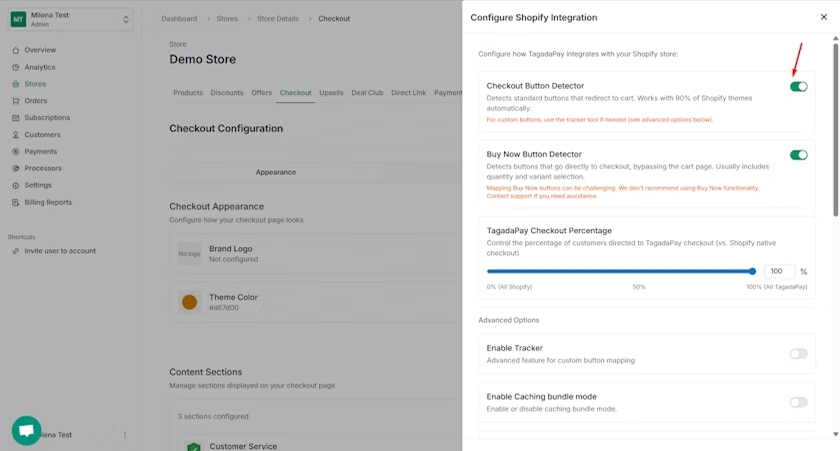 MT
Milena Test
Admin
Overview
Analytics
Stores
Orders
Subscriptions
Customers
Payments
Processors
Settings
Billing Reports
Shortcuts
Invite user to account
Milena Test
Dashboard > Stores > Store Details > Checkout
Store
Demo Store
Products Discounts Offers Checkout Upsells Deal Club Direct Link Payment
Checkout Configuration
Appearance
Checkout Appearance
Configure how your checkout page looks
No logo
Brand Logo
Not configured
Theme Color
#d67d00
Content Sections
Manage sections displayed on your checkout page
3 sections configured
Customer Service
Configure Shopify Integration
Configure how TagadaPay integrates with your Shopify store:
Checkout Button Detector
Detects standard buttons that redirect to cart. Works with 90% of Shopify themes
automatically.
For custom buttons, use the tracker tool if needed (see advanced options below).
Buy Now Button Detector
Detects buttons that go directly to checkout, bypassing the cart page. Usually includes
quantity and variant selection.
Mapping Buy Now buttons can be challenging. We don't recommend using Buy Now functionality.
Contact support if you need assistance.
TagadaPay Checkout Percentage
Control the percentage of customers directed to TagadaPay checkout (vs. Shopify native
checkout)
100 %
0% (All Shopify) 50% 100% (All TagadaPay)
Advanced Options
Enable Tracker
Advanced feature for custom button mapping
Enable Caching bundle mode
Enable or disable caching bundle mode.